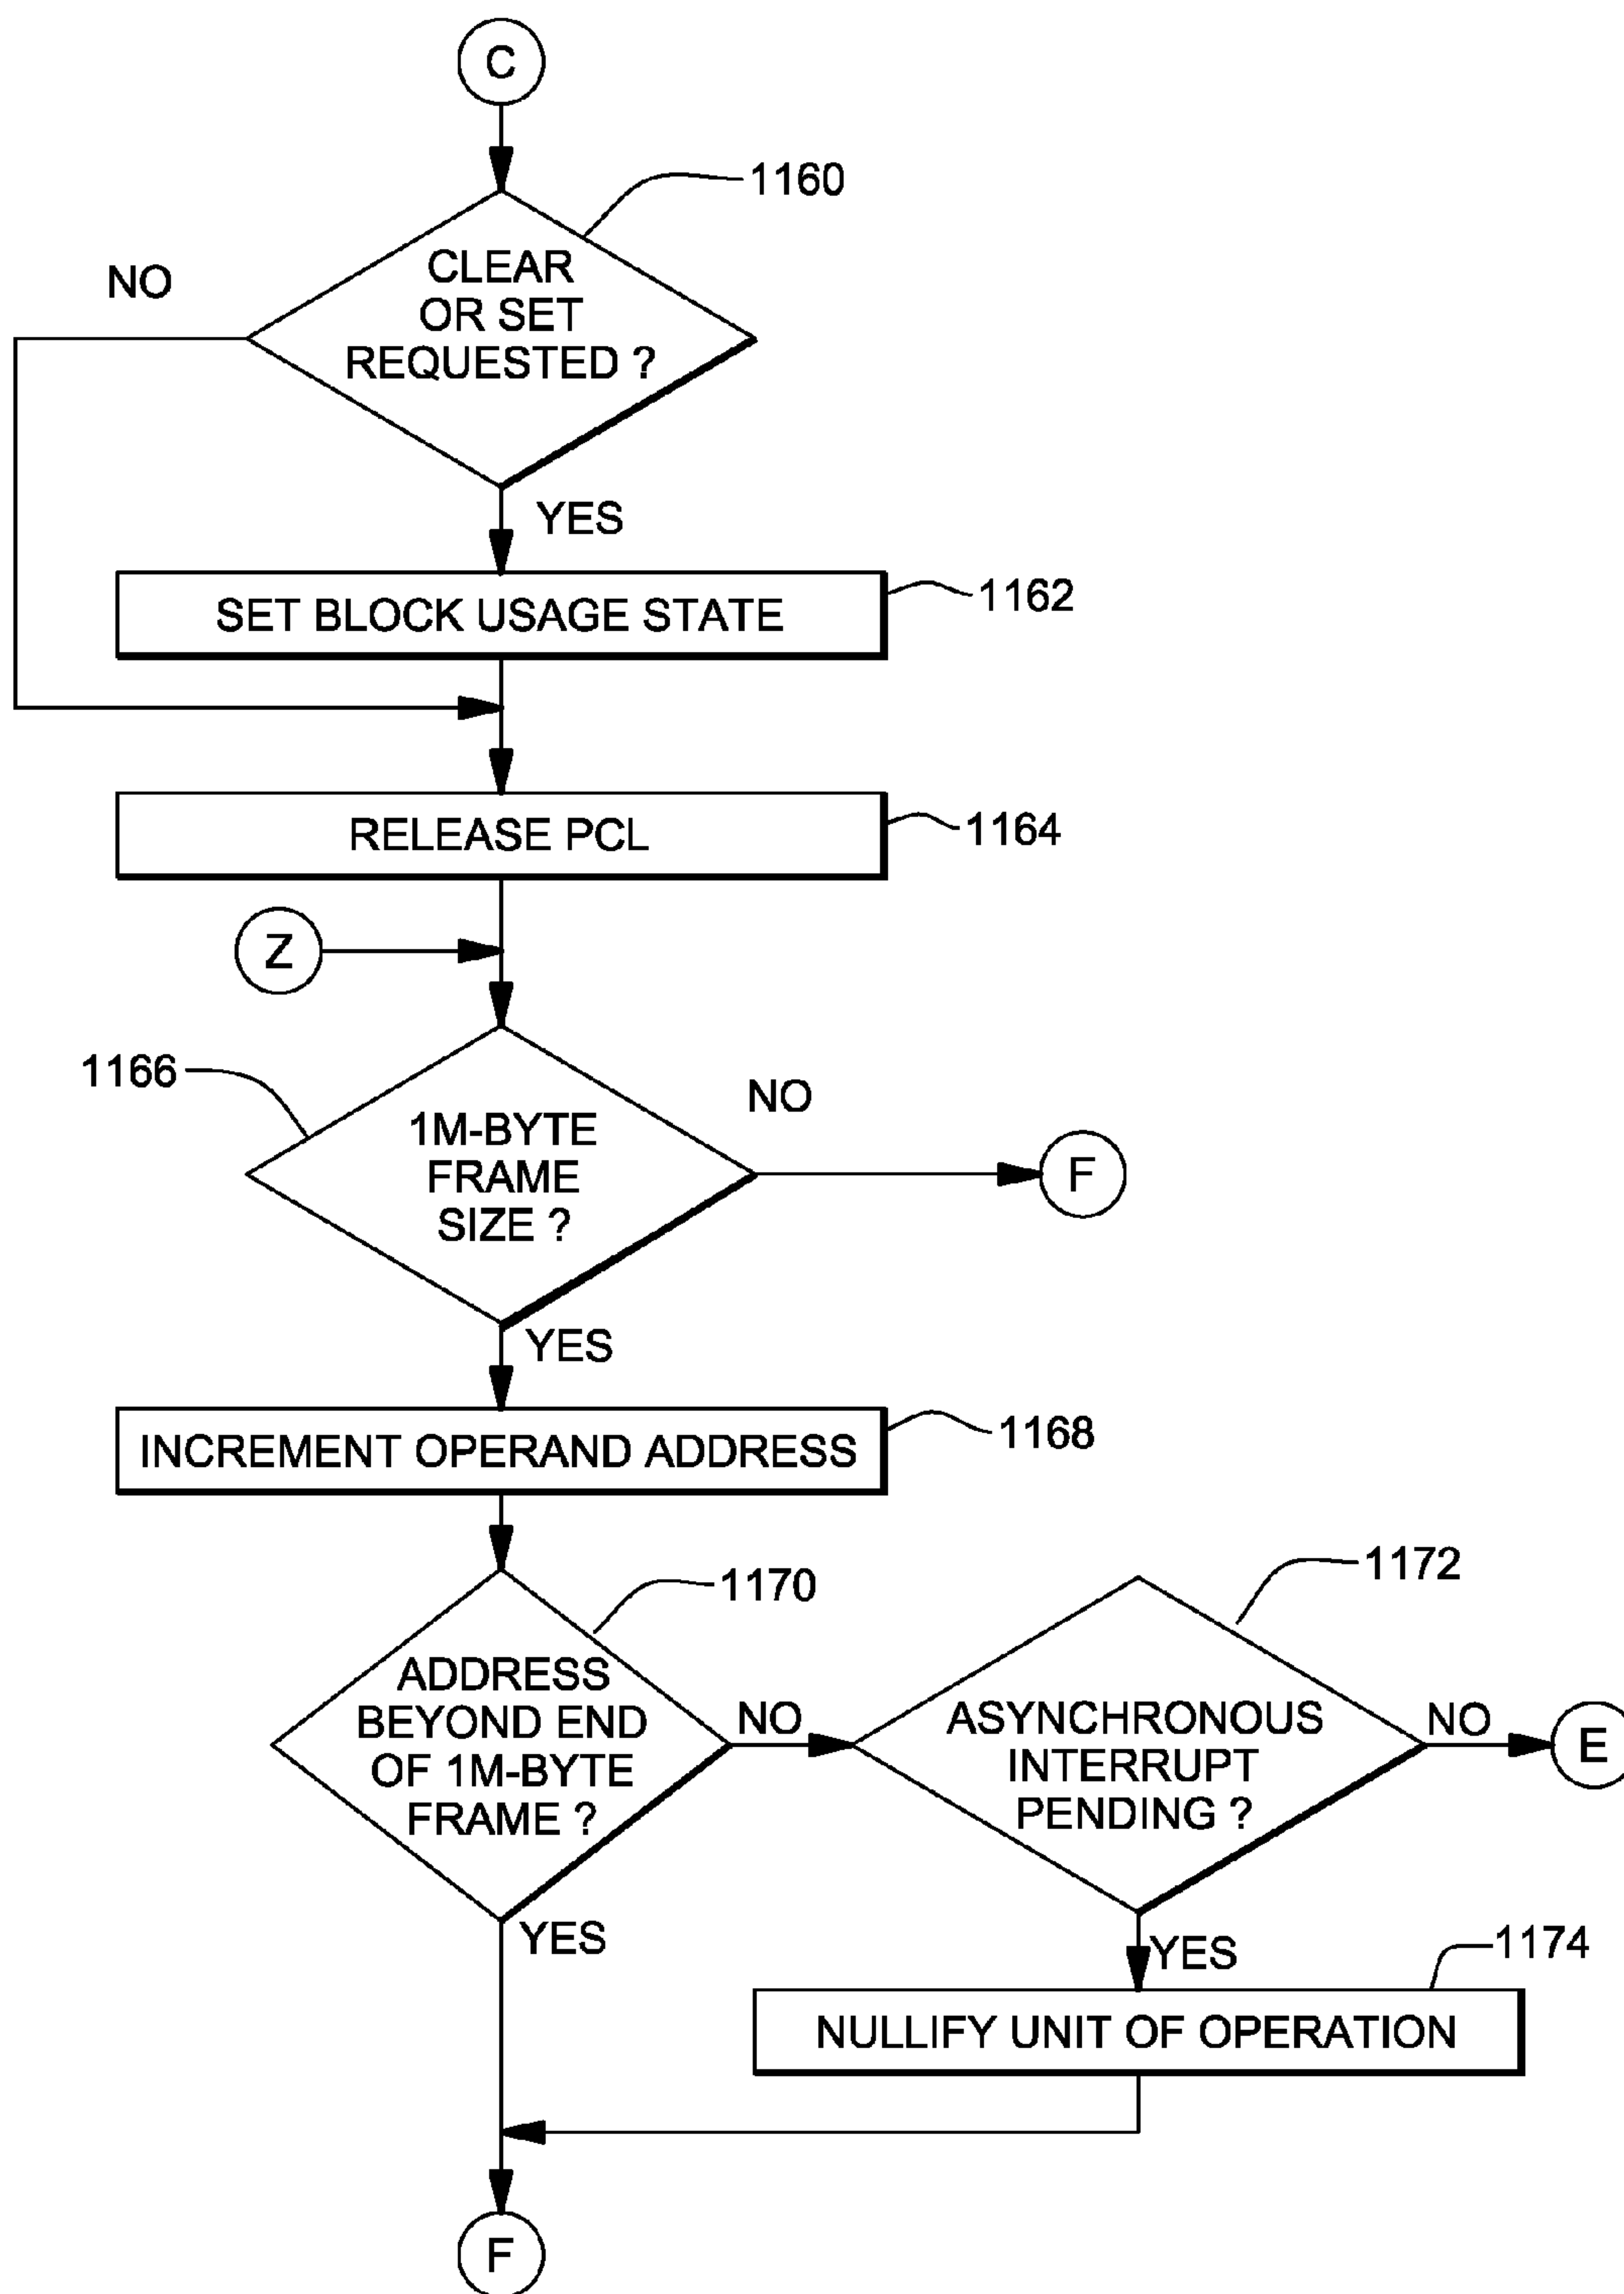 C
1160
NO
CLEAR
OR SET
REQUESTED ?
YES
SET BLOCK USAGE STATE
1162
RELEASE PCL
1164
Z
1166
NO
1M-BYTE
FRAME
SIZE ?
F
YES
INCREMENT OPERAND ADDRESS
1168
1170
1172
ADDRESS
BEYOND END
OF 1M-BYTE
FRAME ?
NO
ASYNCHRONOUS
INTERRUPT
PENDING ?
NO
E
YES
YES
1174
NULLIFY UNIT OF OPERATION
F